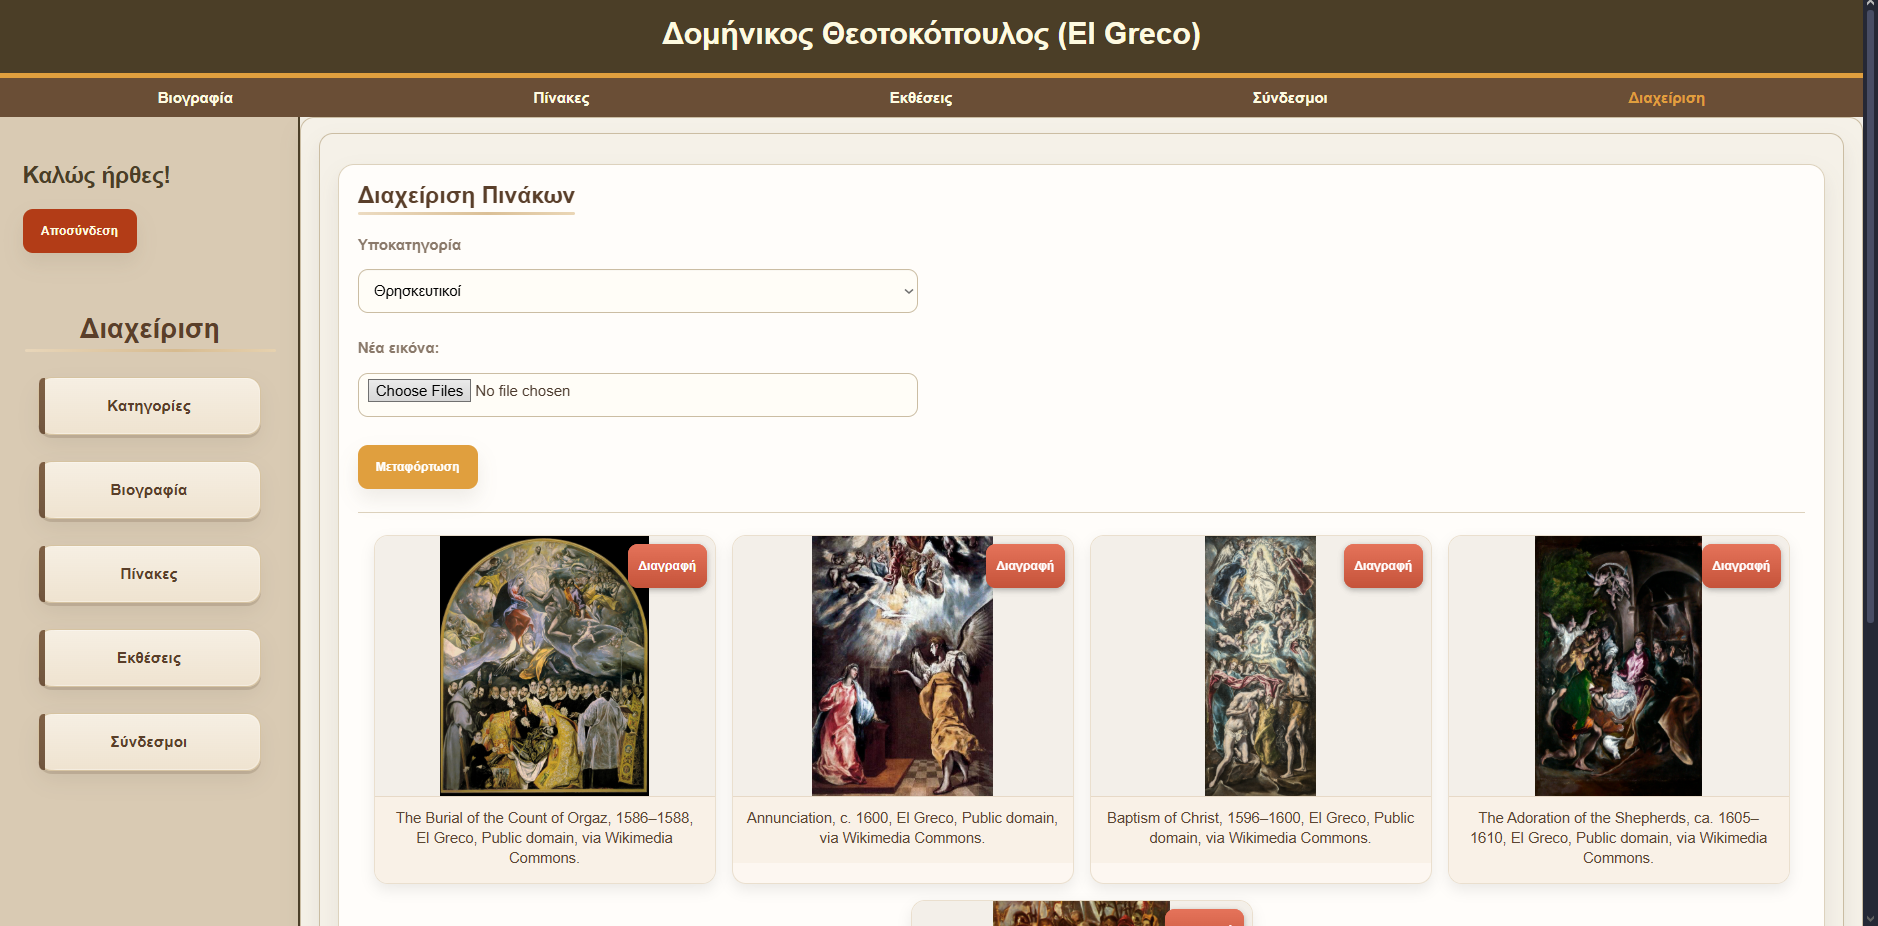 Δομήνικος Θεοτοκόπουλος (El Greco)
Βιογραφία
Πίνακες
Εκθέσεις
Σύνδεσμοι
Διαχείριση
Καλώς ήρθες!
Αποσύνδεση
Διαχείριση
Κατηγορίες
Βιογραφία
Πίνακες
Εκθέσεις
Σύνδεσμοι
Διαχείριση Πινάκων
Υποκατηγορία
Θρησκευτικοί
Νέα εικόνα:
Choose Files No file chosen
Μεταφόρτωση
Διαγραφή
The Burial of the Count of Orgaz, 1586–1588,
El Greco, Public domain, via Wikimedia
Commons.
Διαγραφή
Annunciation, c. 1600, El Greco, Public domain,
via Wikimedia Commons.
Διαγραφή
Baptism of Christ, 1596–1600, El Greco, Public
domain, via Wikimedia Commons.
Διαγραφή
The Adoration of the Shepherds, ca. 1605–
1610, El Greco, Public domain, via Wikimedia
Commons.